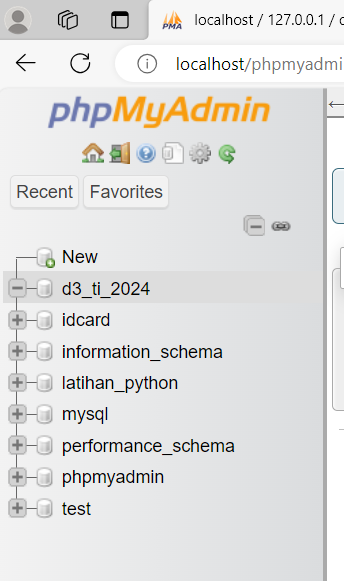 localhost / 127.0.0.1 /
PMA
localhost/phpmyadmi
phpMyAdmin
Recent Favorites
New
d3_ti_2024
idcard
information_schema
latihan_python
mysql
performance_schema
phpmyadmin
test